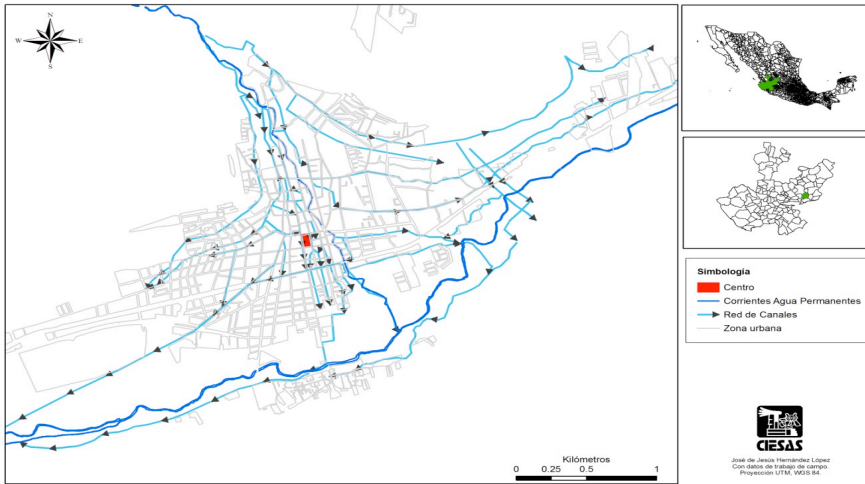 N
W E
S
Simbología
Centro
Corrientes Agua Permanentes
Red de Canales
Zona urbana
CIESAS
José de Jesús Hernández López
Con datos de trabajo de campo.
Proyección UTM, WGS 84.
Kilómetros
0 0.25 0.5 1